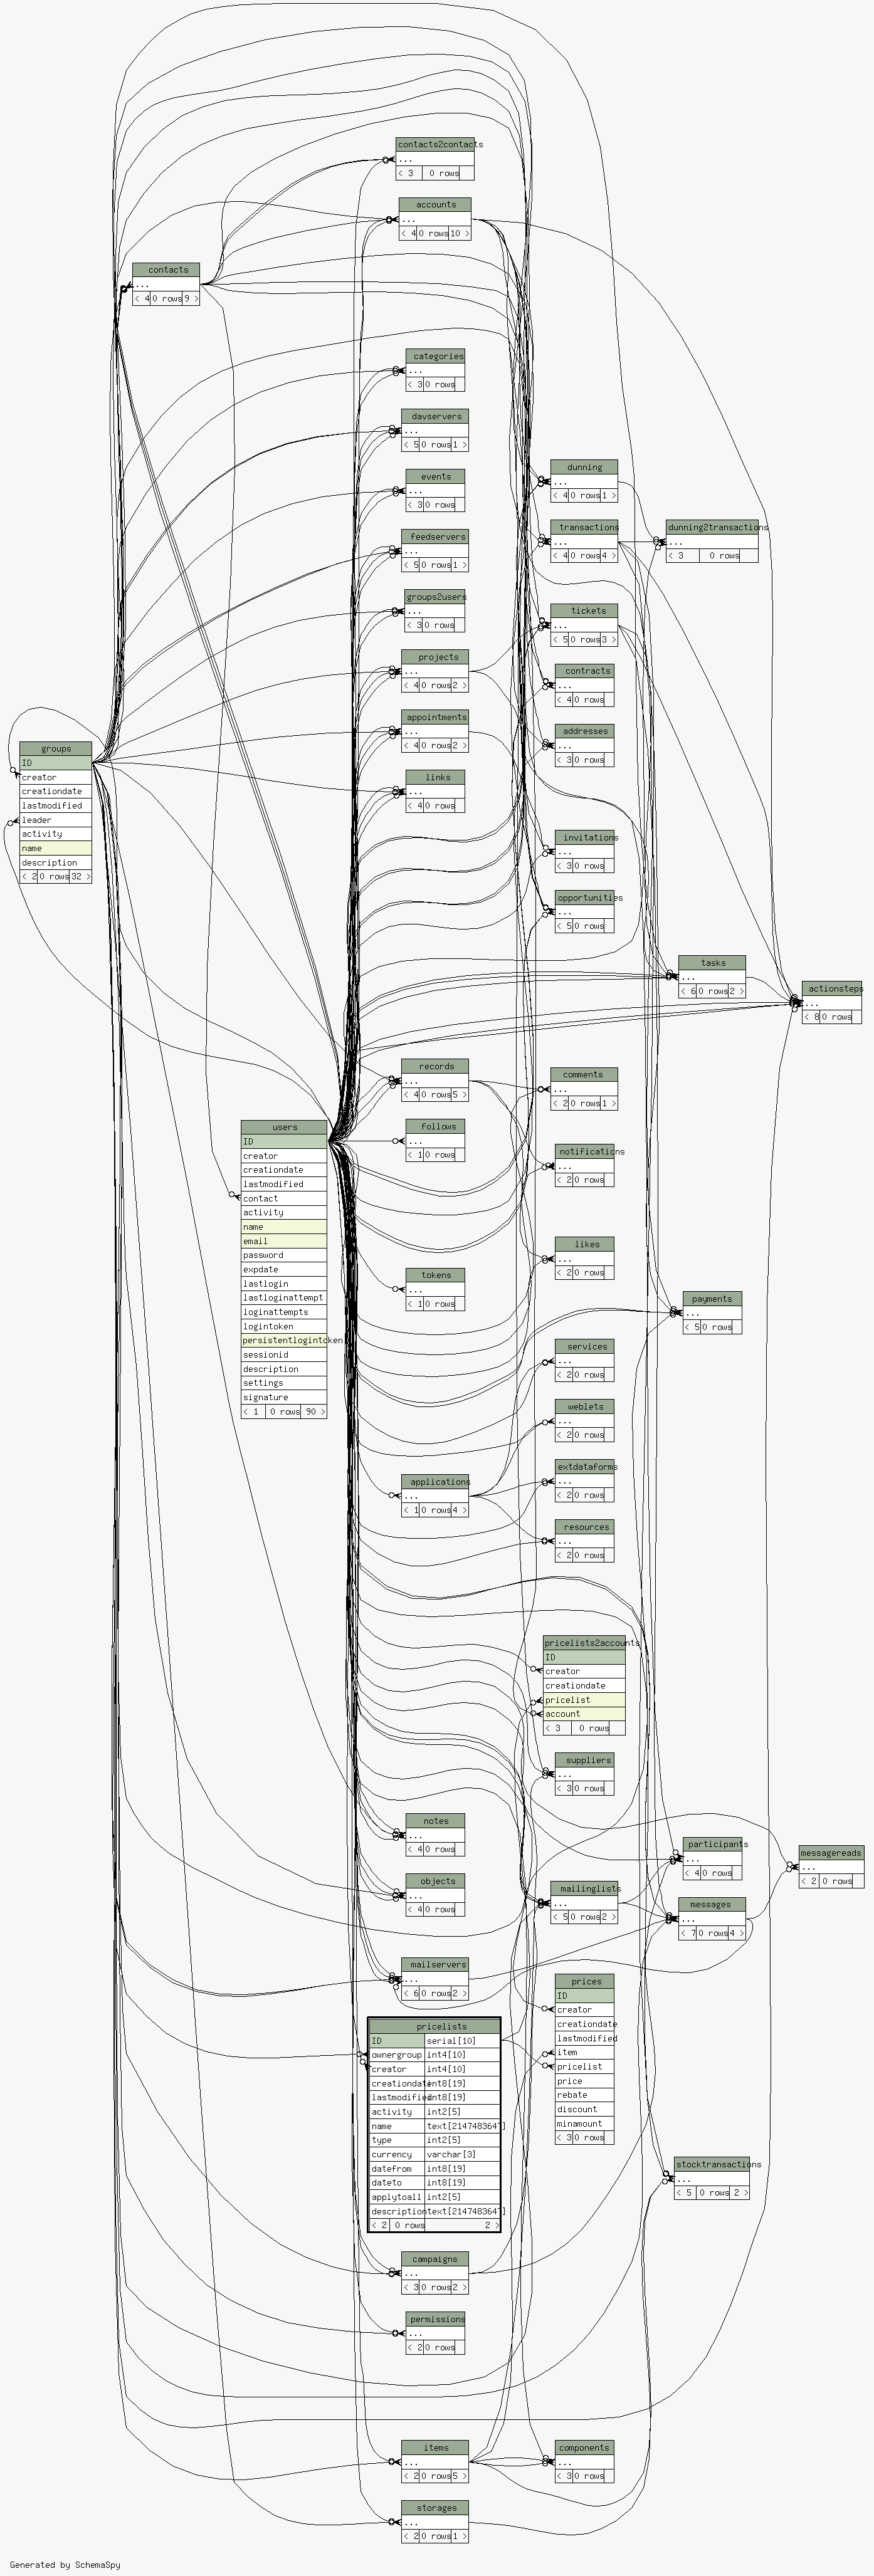 contacts2contacts
...
< 3 0 rows
accounts
...
< 4 0 rows 10 >
contacts
...
< 4 0 rows 9 >
categories
...
< 3 0 rows
davservers
...
< 5 0 rows 1 >
events
...
< 3 0 rows
feedservers
...
< 5 0 rows 1 >
groups2users
...
< 3 0 rows
projects
...
< 4 0 rows 2 >
appointments
...
< 4 0 rows 2 >
links
...
< 4 0 rows
dunning
...
< 4 0 rows 1 >
transactions
...
< 4 0 rows 4 >
dunning2transactions
...
< 3 0 rows
tickets
...
< 5 0 rows 3 >
contracts
...
< 4 0 rows
addresses
...
< 3 0 rows
invitations
...
< 3 0 rows
opportunities
...
< 5 0 rows
groups
ID
creator
creationdate
lastmodified
leader
activity
name
description
< 2 0 rows 32 >
tasks
...
< 6 0 rows 2 >
actionsteps
...
< 8 0 rows
records
...
< 4 0 rows 5 >
comments
...
< 2 0 rows 1 >
follows
...
< 1 0 rows
notifications
...
< 2 0 rows
users
ID
creator
creationdate
lastmodified
contact
activity
name
email
password
expdate
lastlogin
lastloginattempt
loginattempts
logintoken
persistentlogintoken
sessionid
description
settings
signature
< 1 0 rows 90 >
likes
...
< 2 0 rows
tokens
...
< 1 0 rows
payments
...
< 5 0 rows
services
...
< 2 0 rows
weblets
...
< 2 0 rows
applications
...
< 1 0 rows 4 >
extdataforms
...
< 2 0 rows
resources
...
< 2 0 rows
pricelists2accounts
ID
creator
creationdate
pricelist
account
< 3 0 rows
suppliers
...
< 3 0 rows
notes
...
< 4 0 rows
participants
...
< 4 0 rows
messagereads
...
< 2 0 rows
objects
...
< 4 0 rows
mailinglists
...
< 5 0 rows 2 >
messages
...
< 7 0 rows 4 >
mailservers
...
< 6 0 rows 2 >
prices
ID
creator
creationdate
lastmodified
item
pricelist
price
rebate
discount
minamount
< 3 0 rows
pricelists
ID serial[10]
ownergroup int4[10]
creator int4[10]
creationdate int8[19]
lastmodified int8[19]
activity int2[5]
name text[2147483647]
type int2[5]
currency varchar[3]
datefrom int8[19]
dateto int8[19]
applytoall int2[5]
description text[2147483647]
< 2 0 rows 2 >
stocktransactions
...
< 5 0 rows 2 >
campaigns
...
< 3 0 rows 2 >
permissions
...
< 2 0 rows
items
...
< 2 0 rows 5 >
components
...
< 3 0 rows
storages
...
< 2 0 rows 1 >
Generated by SchemaSpy